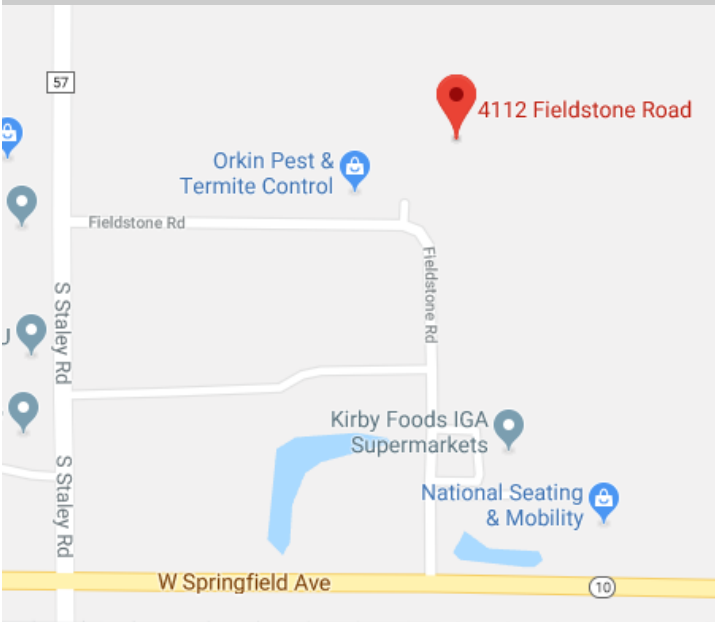 57
4112 Fieldstone Road
Orkin Pest &
Termite Control
Fieldstone Rd
Fieldstone Rd
S Staley Rd
U
Kirby Foods IGA
Supermarkets
S Staley Rd
National Seating
& Mobility
W Springfield Ave
10